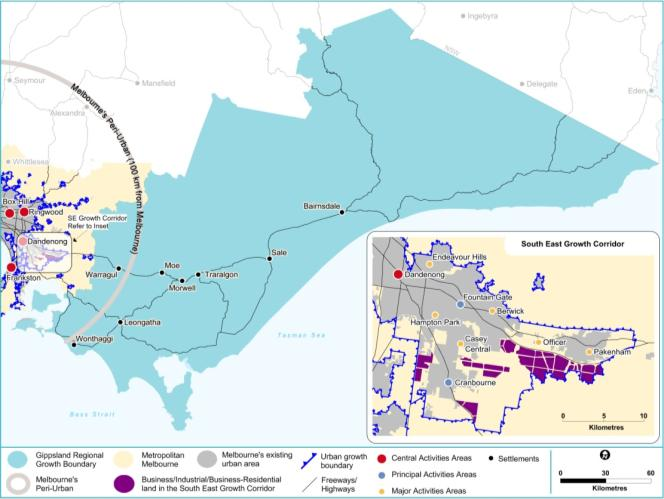 Ingebyra
NSW
Seymour
Mansfield
Delegate
Eden
Alexandra
Melbourne's Peri-Urban (100 km from Melbourne)
Whittlesea
Box Hill
Ringwood
SE Growth Corridor
Refer to Inset
Dandenong
Frankston
Bairnsdale
Sale
Warragul
Moe
Morwell
Traralgon
Leongatha
Wonthaggi
Tasman Sea
Bass Strait
South East Growth Corridor
Endeavour Hills
Dandenong
Fountain Gate
Berwick
Hampton Park
Casey
Central
Officer
Pakenham
Cranbourne
0 5 10
Kilometres
Gippsland Regional
Growth Boundary
Metropolitan
Melbourne
Melbourne's existing
urban area
Urban growth
boundary
Central Activities Areas
Settlements
Melbourne's
Peri-Urban
Business/Industrial/Business-Residential
land in the South East Growth Corridor
Freeways/
Highways
Principal Activities Areas
Major Activities Areas
0 30 60
Kilometres